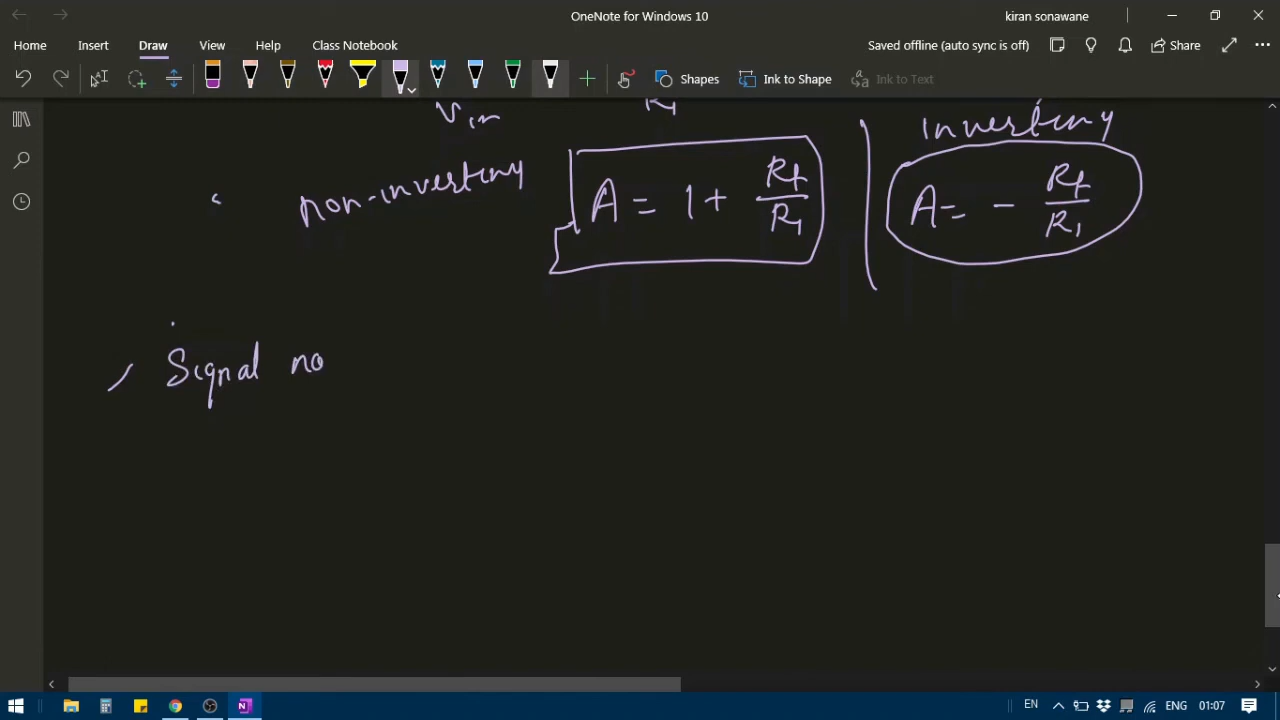 OneNote for Windows 10
kiran sonawane
Home Insert Draw View Help Class Notebook
Saved offline (auto sync is off)
Share
Shapes
Ink to Shape
Ink to Text
Vin
R1
inverting
non-inverting
A = 1 + Rf/R1
A = - Rf/R1
Signal no
EN
ENG
01:07